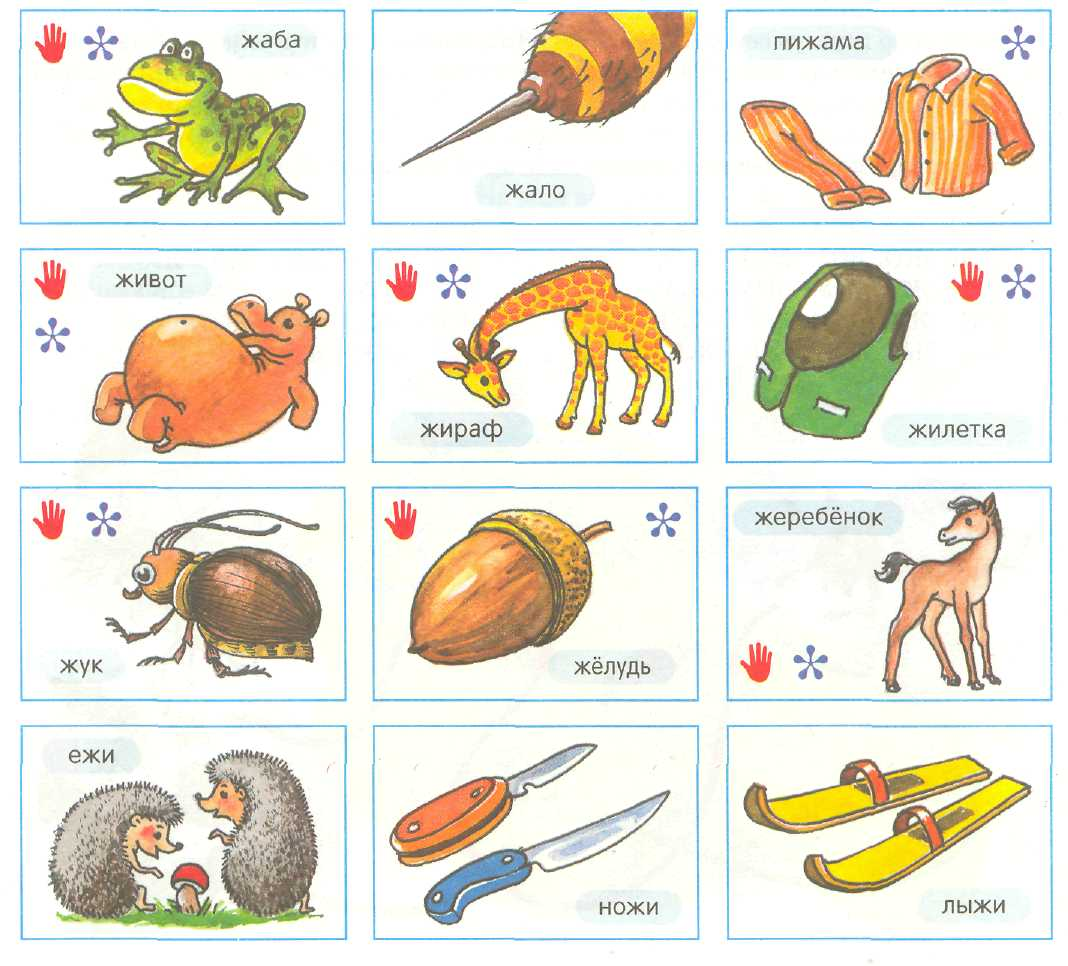 жаба
жало
пижама
живот
жираф
жилетка
жук
жёлудь
жеребёнок
ежи
ножи
лыжи